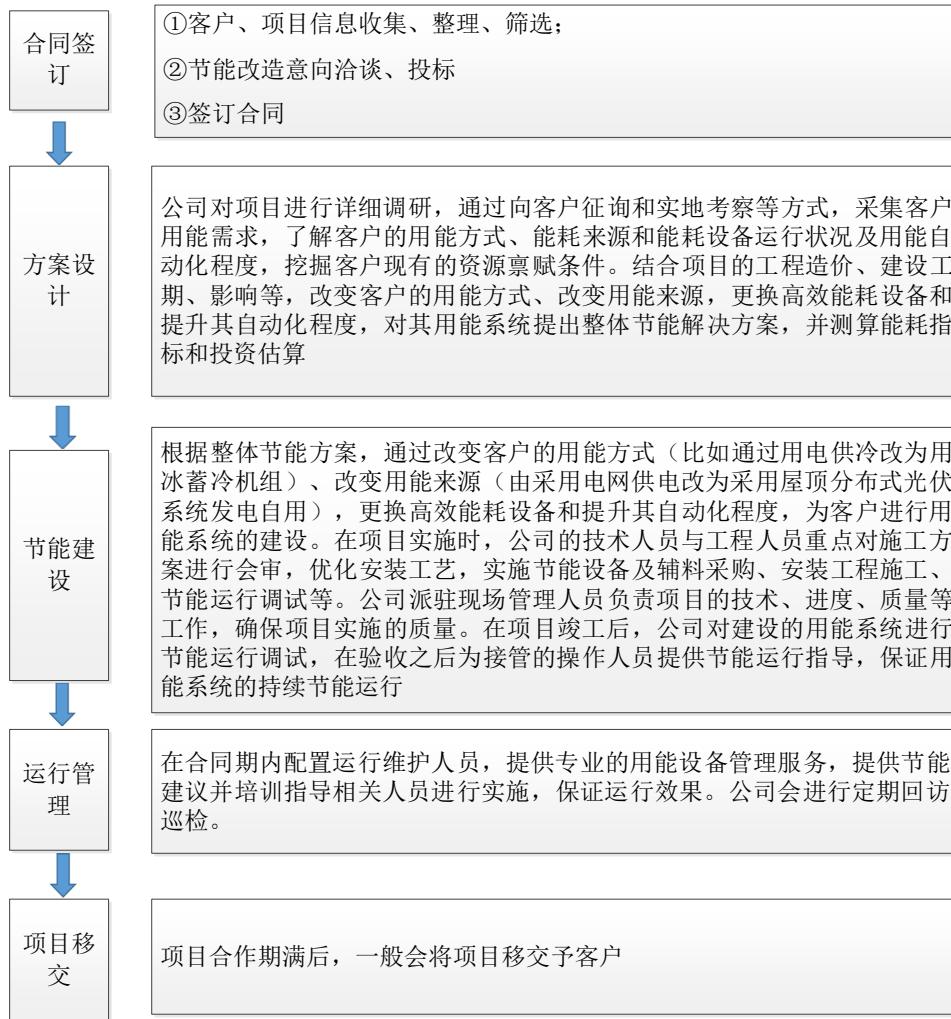 合同签
订
①客户、项目信息收集、整理、筛选；
②节能改造意向洽谈、投标
③签订合同
方案设
计
公司对项目进行详细调研，通过向客户征询和实地考察等方式，采集客户
用能需求，了解客户的用能方式、能耗来源和能耗设备运行状况及用能自
动化程度，挖掘客户现有的资源禀赋条件。结合项目的工程造价、建设工
期、影响等，改变客户的用能方式、改变用能来源，更换高效能耗设备和
提升其自动化程度，对其用能系统提出整体节能解决方案，并测算能耗指
标和投资估算
节能建
设
根据整体节能方案，通过改变客户的用能方式（比如通过用电供冷改为用
冰蓄冷机组）、改变用能来源（由采用电网供电改为采用屋顶分布式光伏
系统发电自用），更换高效能耗设备和提升其自动化程度，为客户进行用
能系统的建设。在项目实施时，公司的技术人员与工程人员重点对施工方
案进行会审，优化安装工艺，实施节能设备及辅料采购、安装工程施工、
节能运行调试等。公司派驻现场管理人员负责项目的技术、进度、质量等
工作，确保项目实施的质量。在项目竣工后，公司对建设的用能系统进行
节能运行调试，在验收之后为接管的操作人员提供节能运行指导，保证用
能系统的持续节能运行
运行管
理
在合同期内配置运行维护人员，提供专业的用能设备管理服务，提供节能
建议并培训指导相关人员进行实施，保证运行效果。公司会进行定期回访
巡检。
项目移
交
项目合作期满后，一般会将项目移交予客户